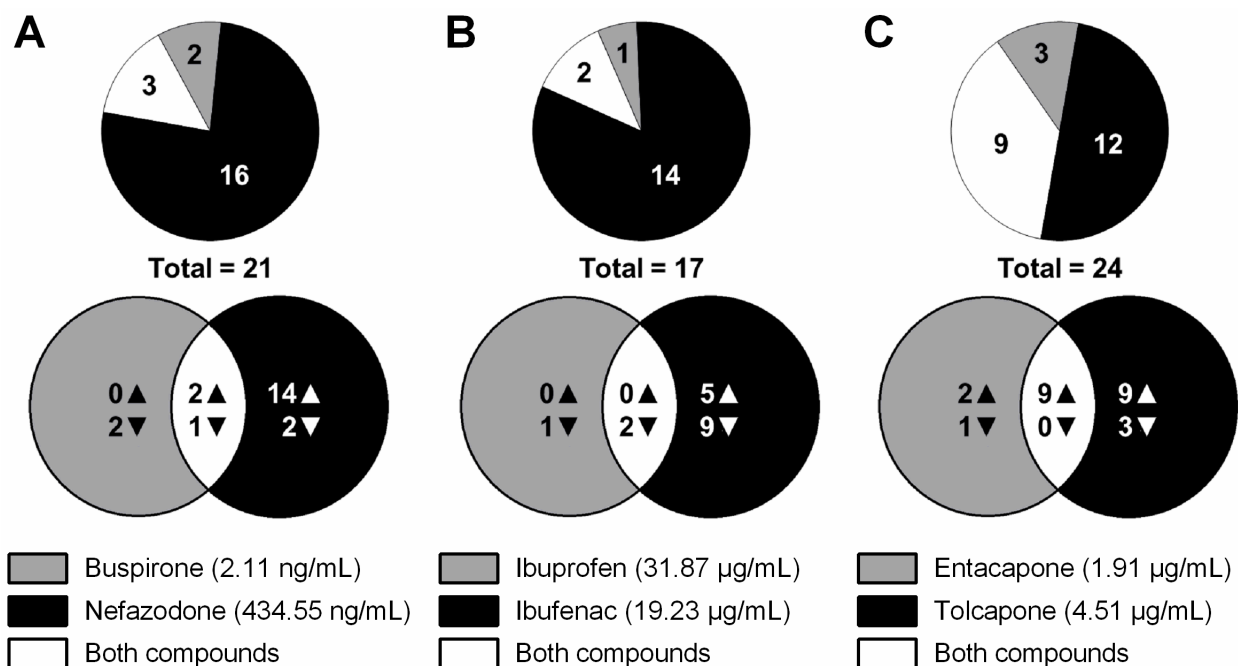 A
2
3
16
Total = 21
0▲ 2▲ 14▲
2▼ 1▼ 2▼
Buspirone (2.11 ng/mL)
Nefazodone (434.55 ng/mL)
Both compounds
B
1
2
14
Total = 17
0▲ 0▲ 5▲
1▼ 2▼ 9▼
Ibuprofen (31.87 µg/mL)
Ibufenac (19.23 µg/mL)
Both compounds
C
3
9
12
Total = 24
2▲ 9▲ 9▲
1▼ 0▼ 3▼
Entacapone (1.91 µg/mL)
Tolcapone (4.51 µg/mL)
Both compounds